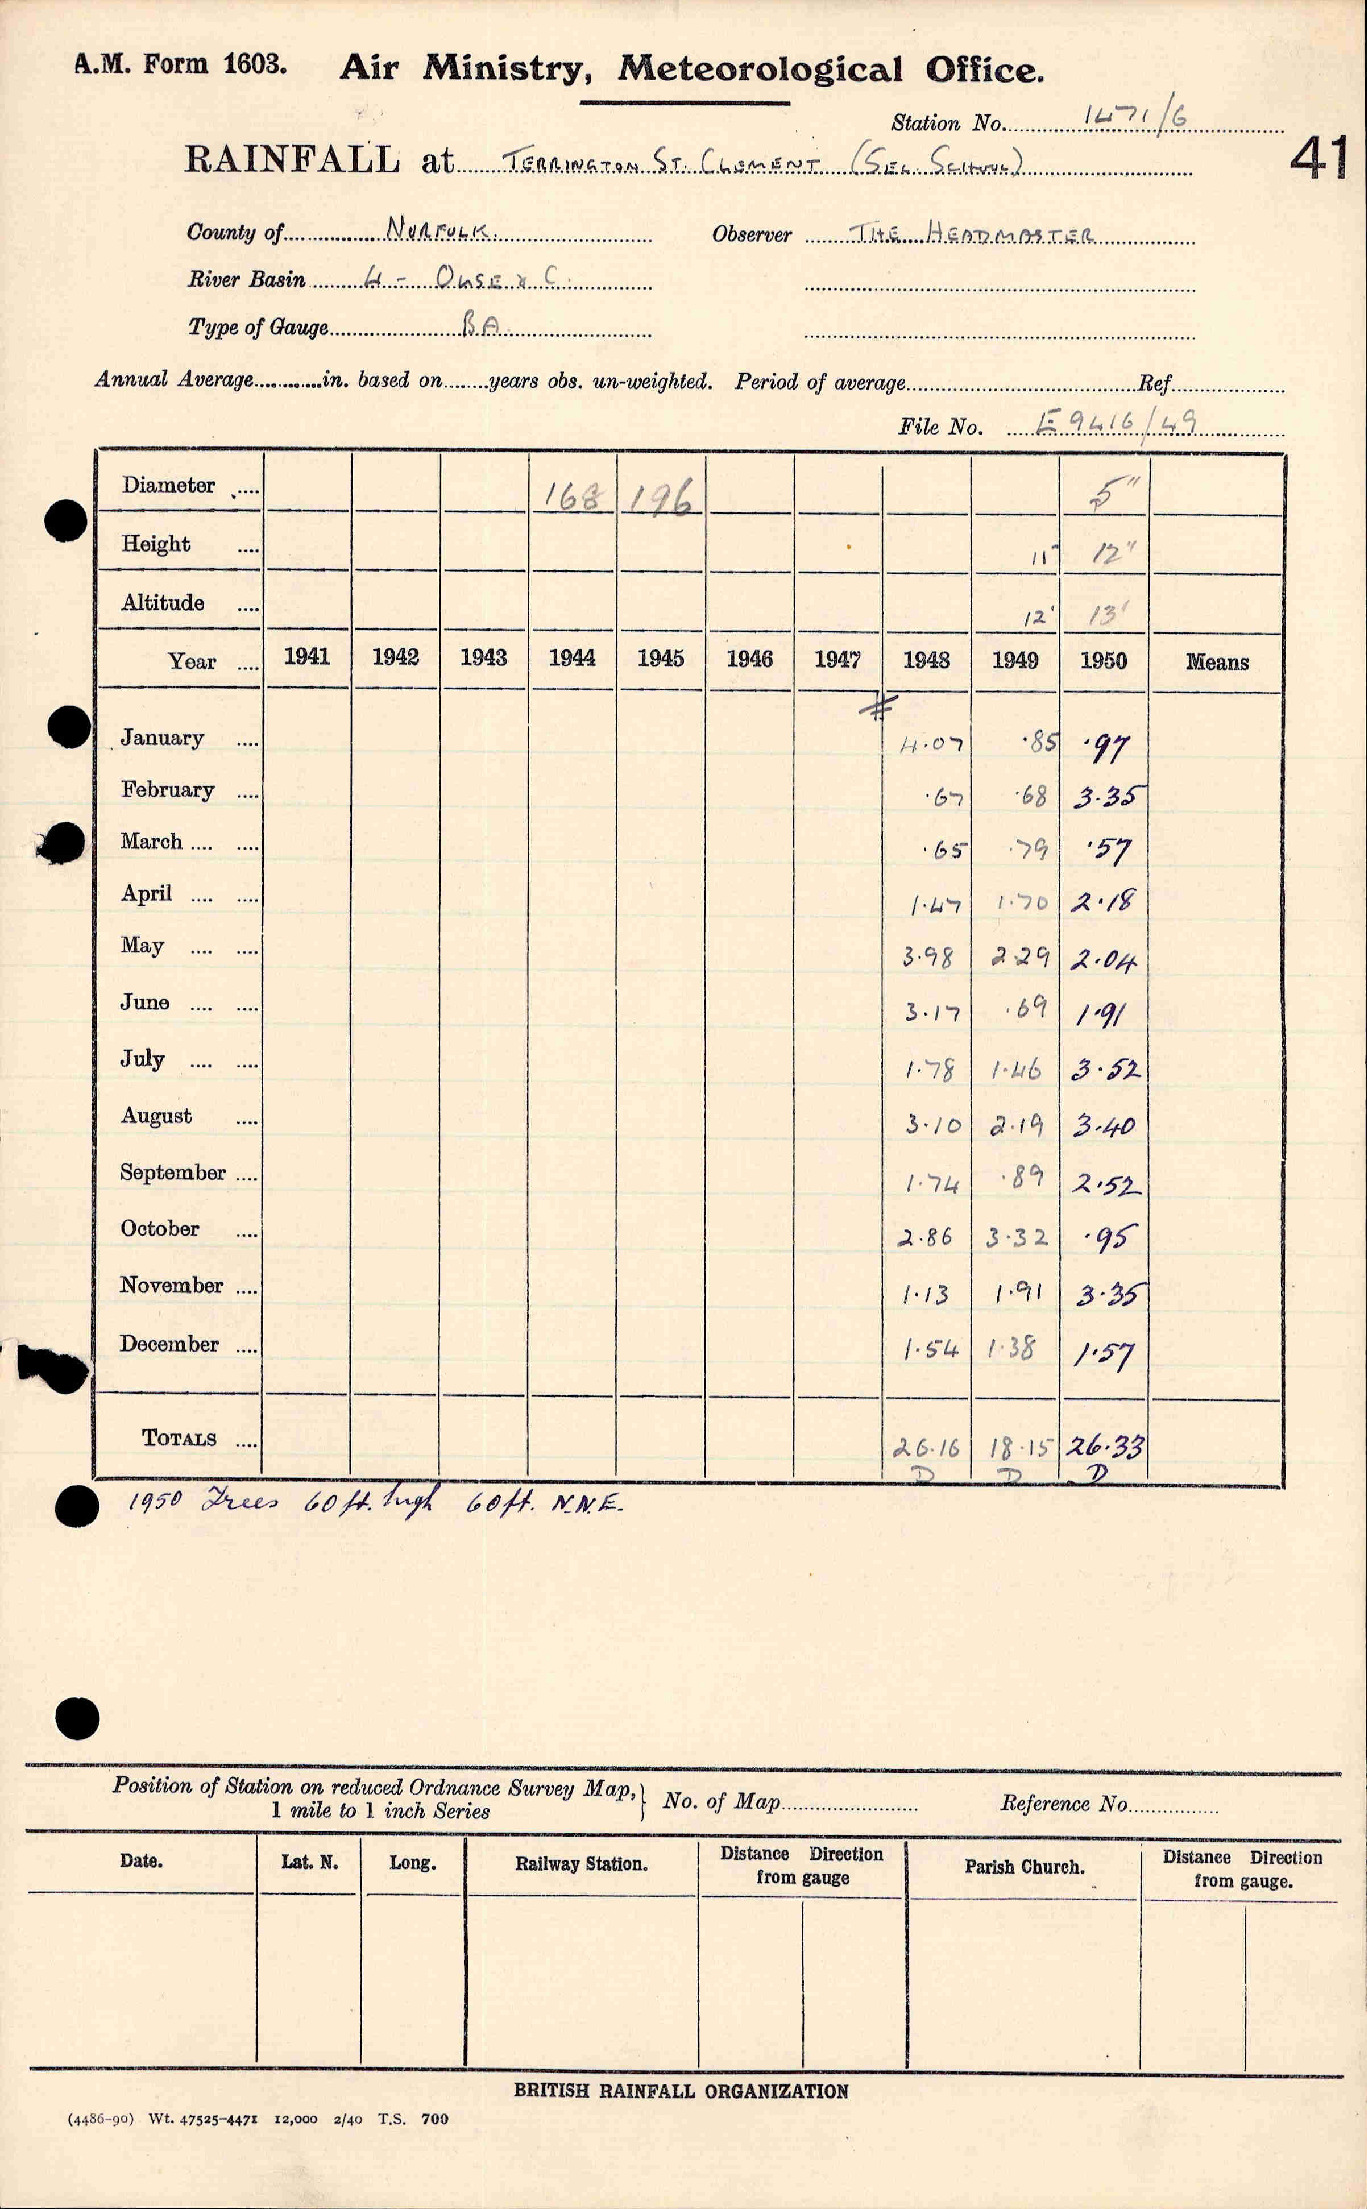 A.M. Form 1603. Air Ministry, Meteorological Office.
Station No. 1471/6
RAINFALL at TERRINGTON ST. CLEMENT (SEC. SCHOOL)
41
County of NORFOLK. Observer THE HEADMASTER
River Basin 4 - OUSE & C.
Type of Gauge BA.
Annual Average............in. based on........years obs. un-weighted. Period of average........Ref........
File No. E 9416/49
Diameter .... 168 196 5"
Height .... 11" 12"
Altitude .... 12' 13'
Year .... 1941 1942 1943 1944 1945 1946 1947 1948 1949 1950 Means
January .... 4.07 .85 .97
February .... .67 .68 3.35
March .... .... .65 .79 .57
April .... .... 1.47 1.70 2.18
May .... .... 3.98 2.29 2.04
June .... .... 3.17 .69 1.91
July .... .... 1.78 1.46 3.52
August .... 3.10 2.19 3.40
September .... 1.74 .89 2.52
October .... 2.86 3.32 .95
November .... 1.13 1.91 3.35
December .... 1.54 1.38 1.57
TOTALS .... 26.16 18.15 26.33
D D D
1950 Trees 60ft. high 60ft. N.N.E.
Position of Station on reduced Ordnance Survey Map, } No. of Map........ Reference No........
1 mile to 1 inch Series
Date. Lat. N. Long. Railway Station. Distance Direction from gauge Parish Church. Distance Direction from gauge.
BRITISH RAINFALL ORGANIZATION
(4486-90) Wt. 47525-4471 12,000 2/40 T.S. 700